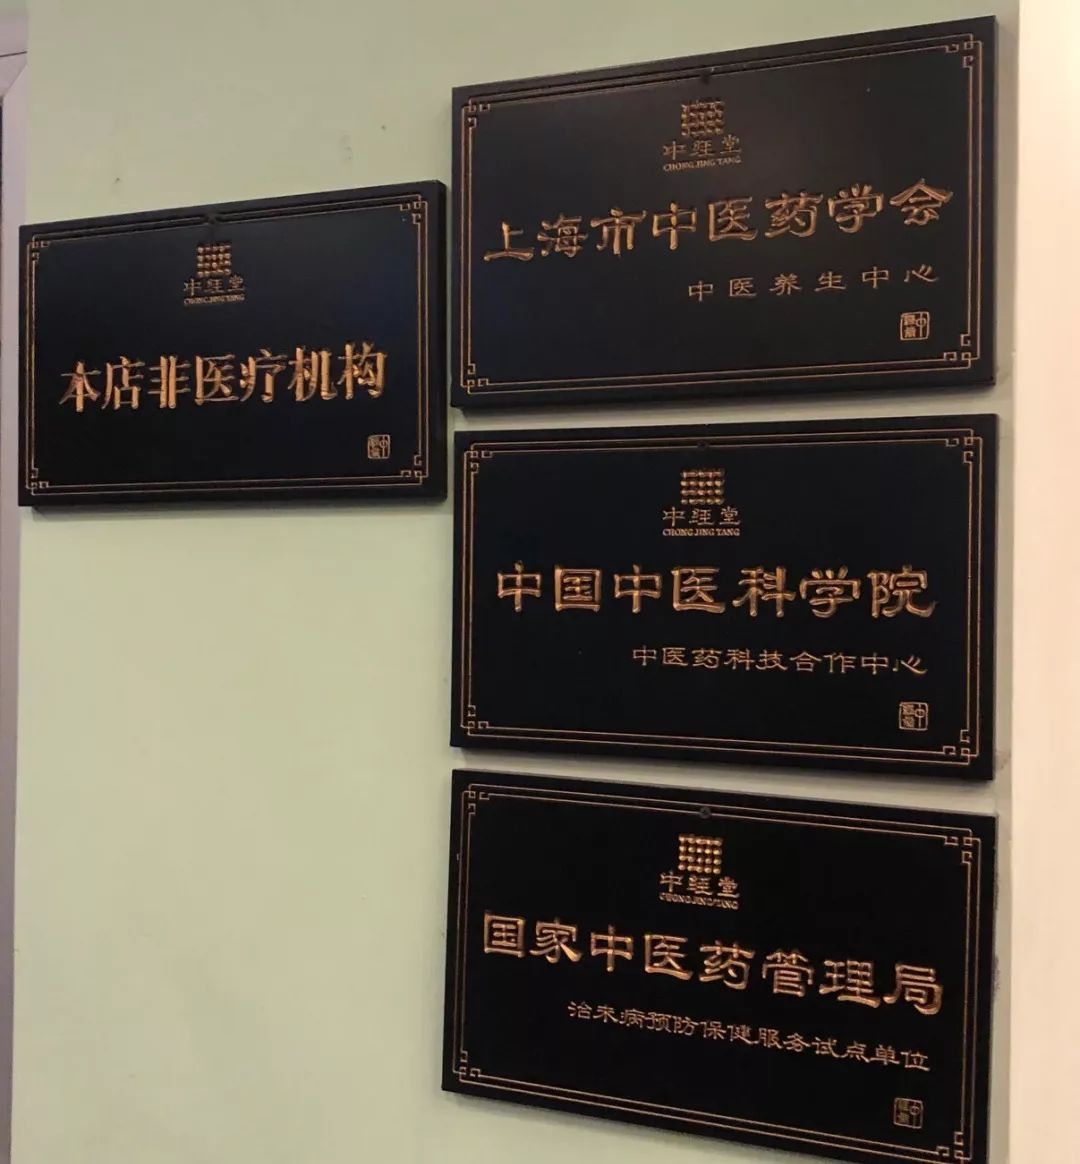 中经堂
CHONG JING TANG
本店非医疗机构
中经堂
CHONG JING TANG
上海市中医药学会
中医养生中心
中经堂
CHONG JING TANG
中国中医科学院
中医药科技合作中心
中经堂
CHONG JING TANG
国家中医药管理局
治未病预防保健服务试点单位